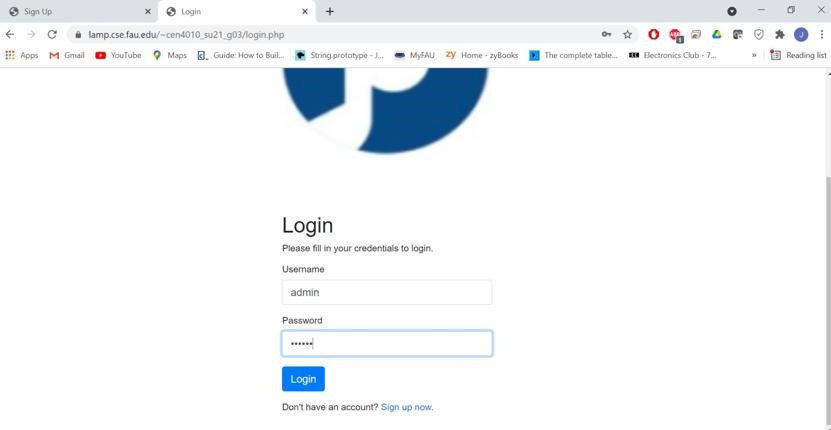 Sign Up
Login
lamp.cse.fau.edu/~cen4010_su21_g03/login.php
1
J
Apps
Gmail
YouTube
Maps
Guide: How to Buil...
String.prototype - J...
MyFAU
zy Home - zyBooks
The complete table...
Electronics Club - 7...
»
Reading list
Login
Please fill in your credentials to login.
Username
admin
Password
••••••
Login
Don't have an account? Sign up now.